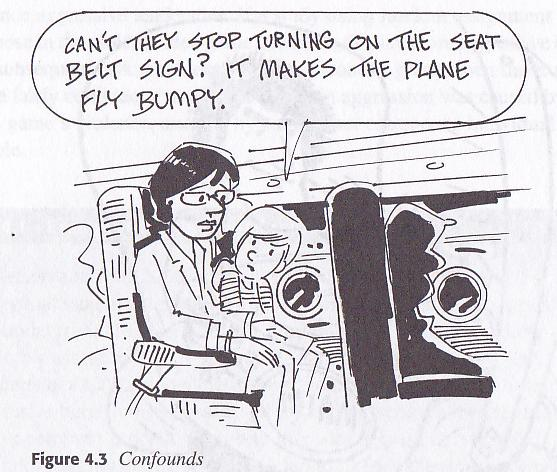 CAN'T THEY STOP TURNING ON THE SEAT
BELT SIGN? IT MAKES THE PLANE
FLY BUMPY.
Figure 4.3 Confounds